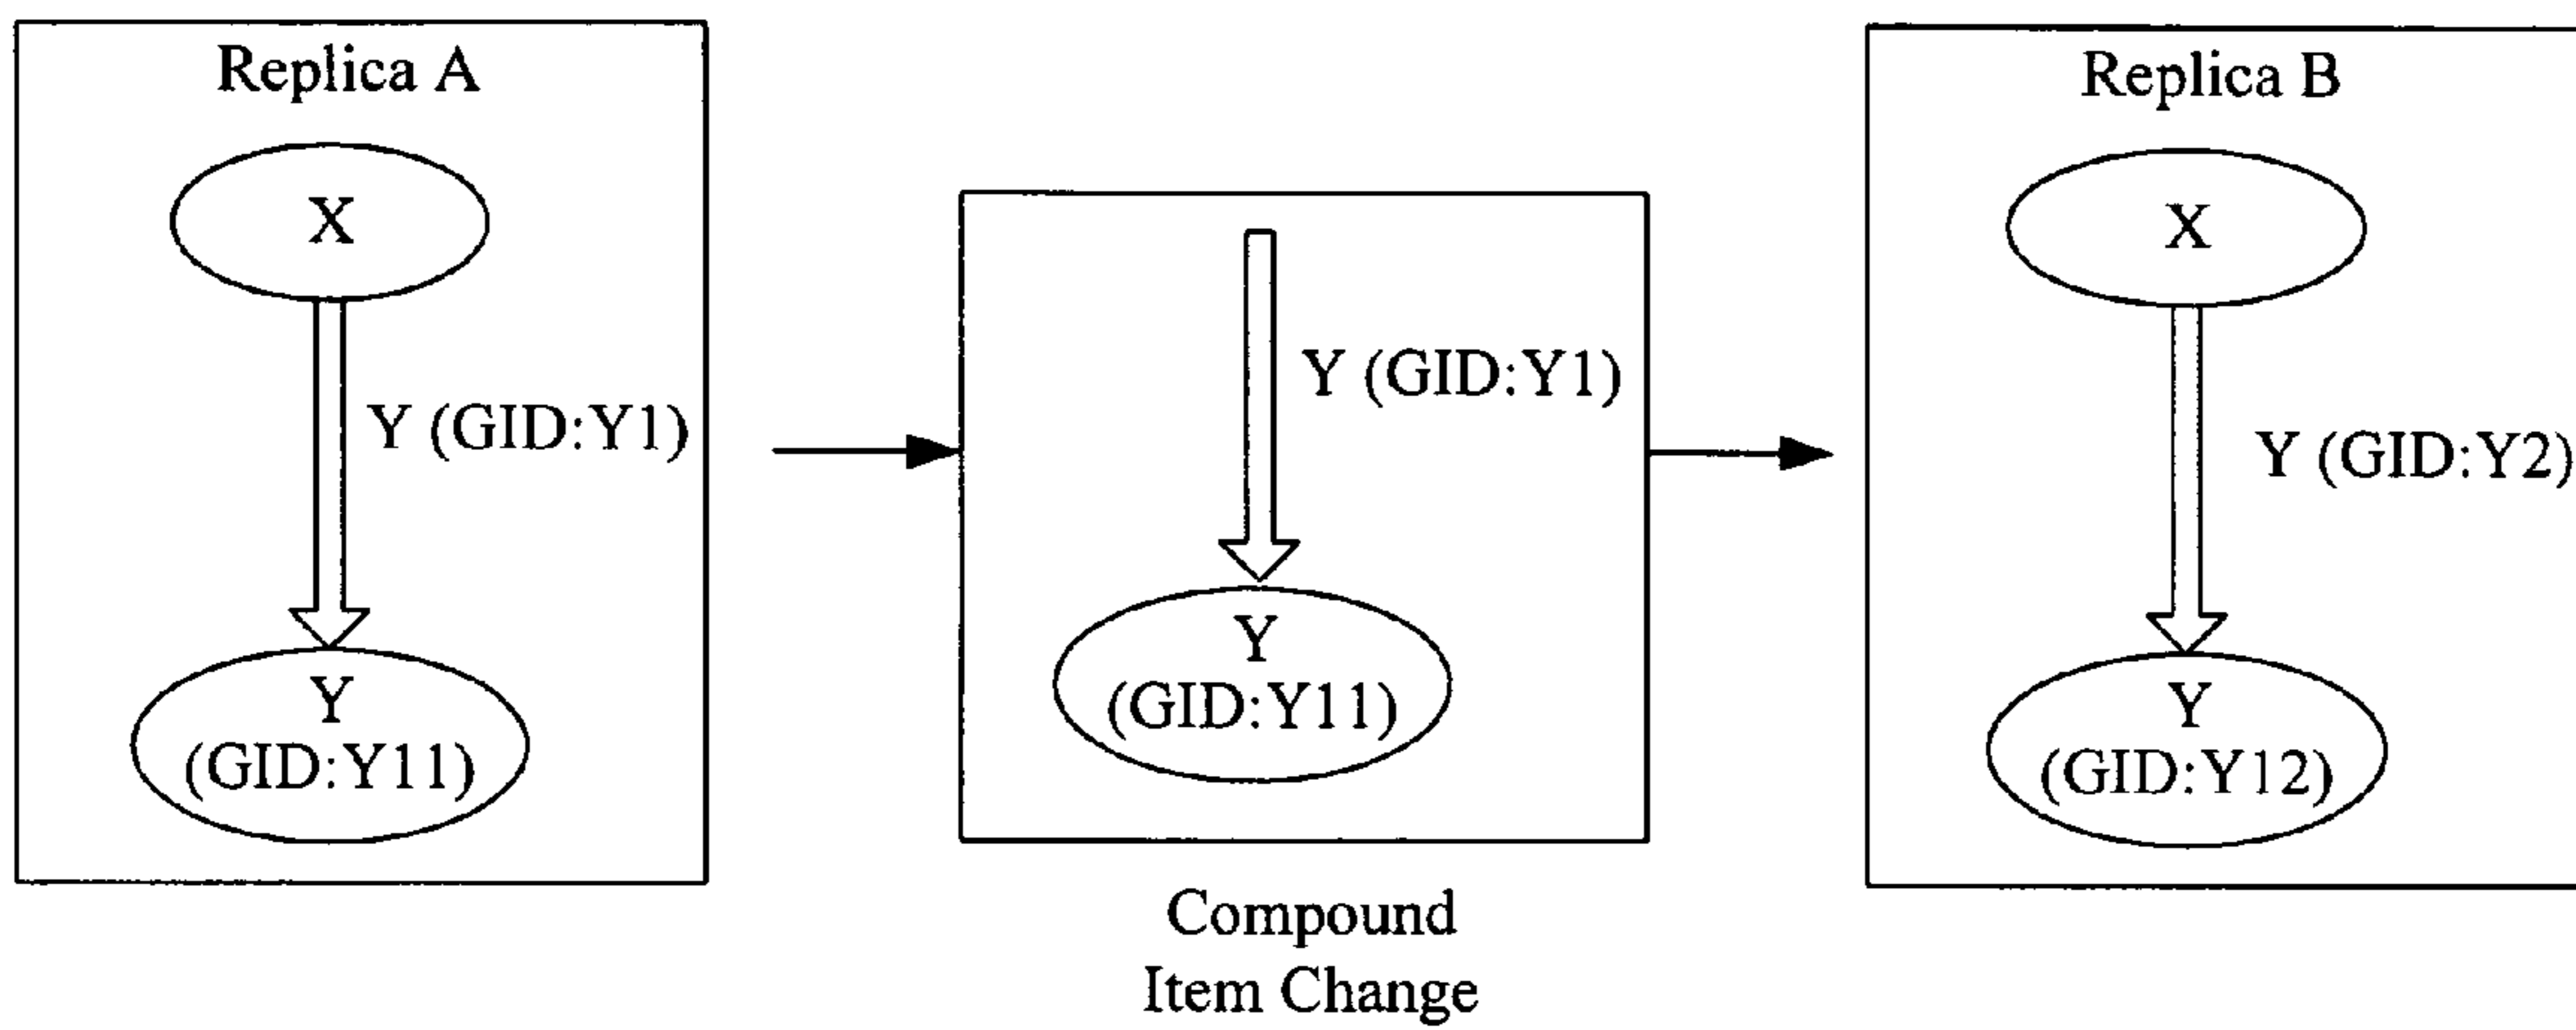 Replica A
X
Y (GID:Y1)
Y
(GID:Y11)
Y (GID:Y1)
Y
(GID:Y11)
Compound
Item Change
Replica B
X
Y (GID:Y2)
Y
(GID:Y12)